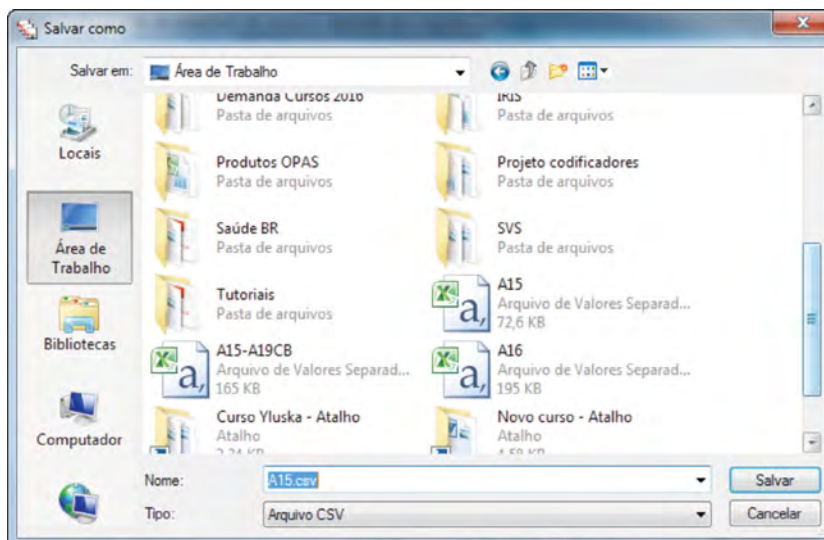 Salvar como
Salvar em:
Área de Trabalho
Locais
Área de
Trabalho
Bibliotecas
Computador
Demanda Cursos 2016
Pasta de arquivos
IRIS
Pasta de arquivos
Produtos OPAS
Pasta de arquivos
Projeto codificadores
Pasta de arquivos
Saúde BR
Pasta de arquivos
SVS
Pasta de arquivos
Tutoriais
Pasta de arquivos
A15
Arquivo de Valores Separad...
72,6 KB
A15-A19CB
Arquivo de Valores Separad...
165 KB
A16
Arquivo de Valores Separad...
195 KB
Curso Yluska - Atalho
Atalho
Novo curso - Atalho
Atalho
Nome:
A15.csv
Salvar
Tipo:
Arquivo CSV
Cancelar